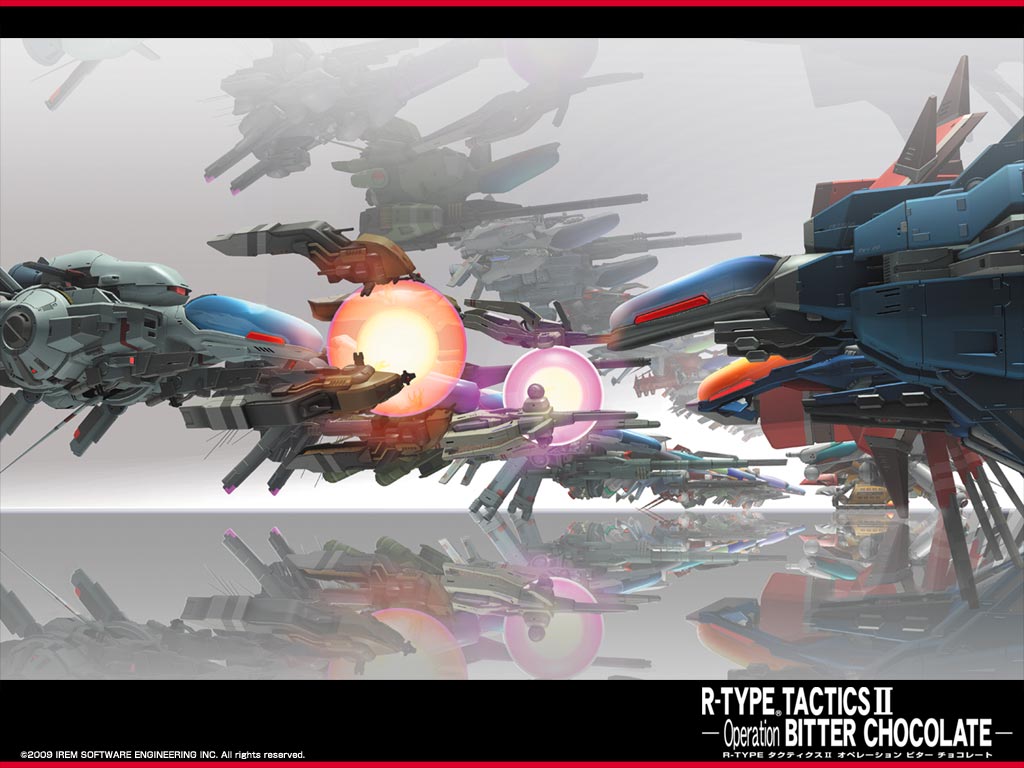 R-TYPE® TACTICS II
Operation BITTER CHOCOLATE
R-TYPE タクティクスⅡ オペレーション ビター チョコレート
©2009 IREM SOFTWARE ENGINEERING INC. All rights reserved.